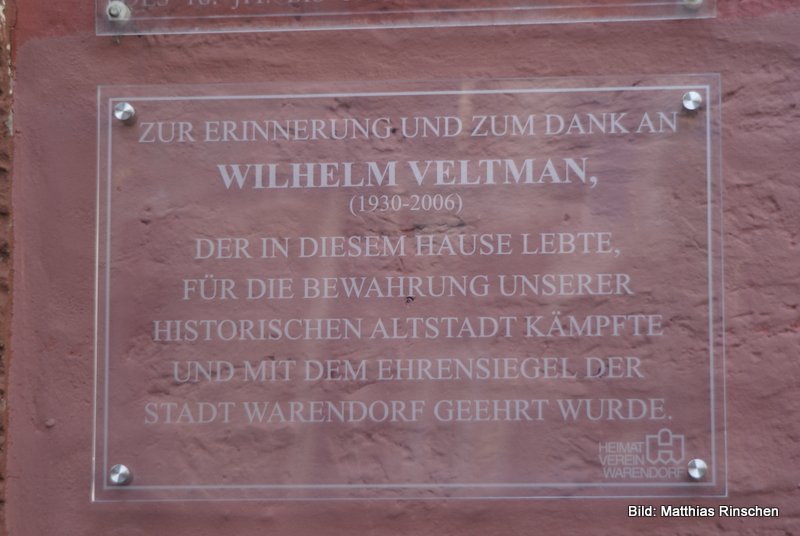 ZUR ERINNERUNG UND ZUM DANK AN
WILHELM VELTMAN,
(1930-2006)
DER IN DIESEM HAUSE LEBTE,
FÜR DIE BEWAHRUNG UNSERER
HISTORISCHEN ALTSTADT KÄMPFTE
UND MIT DEM EHRENSIEGEL DER
STADT WARENDORF GEEHRT WURDE.
HEIMAT
VEREIN
WARENDORF
Bild: Matthias Rinschen